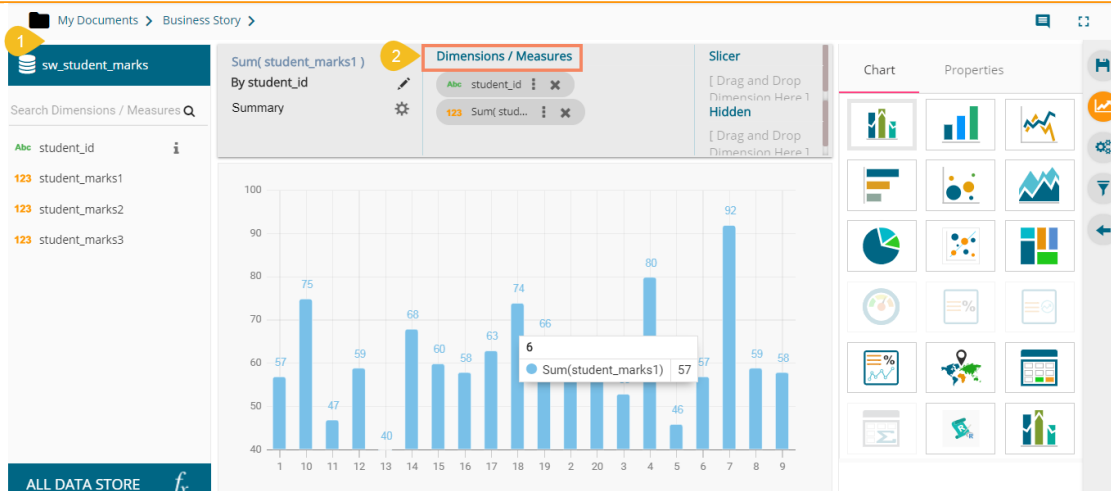 My Documents > Business Story >
1
sw_student_marks
Search Dimensions / Measures
Abc student_id i
123 student_marks1
123 student_marks2
123 student_marks3
ALL DATA STORE fx
Sum( student_marks1 )
By student_id
Summary
2
Dimensions / Measures
Abc student_id
123 Sum( stud...
Slicer
[ Drag and Drop
Dimension Here ]
Hidden
[ Drag and Drop
Dimension Here ]
Chart Properties
100
90
80
70
60
50
40
57
75
47
59
40
68
60
58
63
74
66
80
46
57
92
59
58
6
Sum(student_marks1) 57
1 10 11 12 13 14 15 16 17 18 19 2 20 3 4 5 6 7 8 9